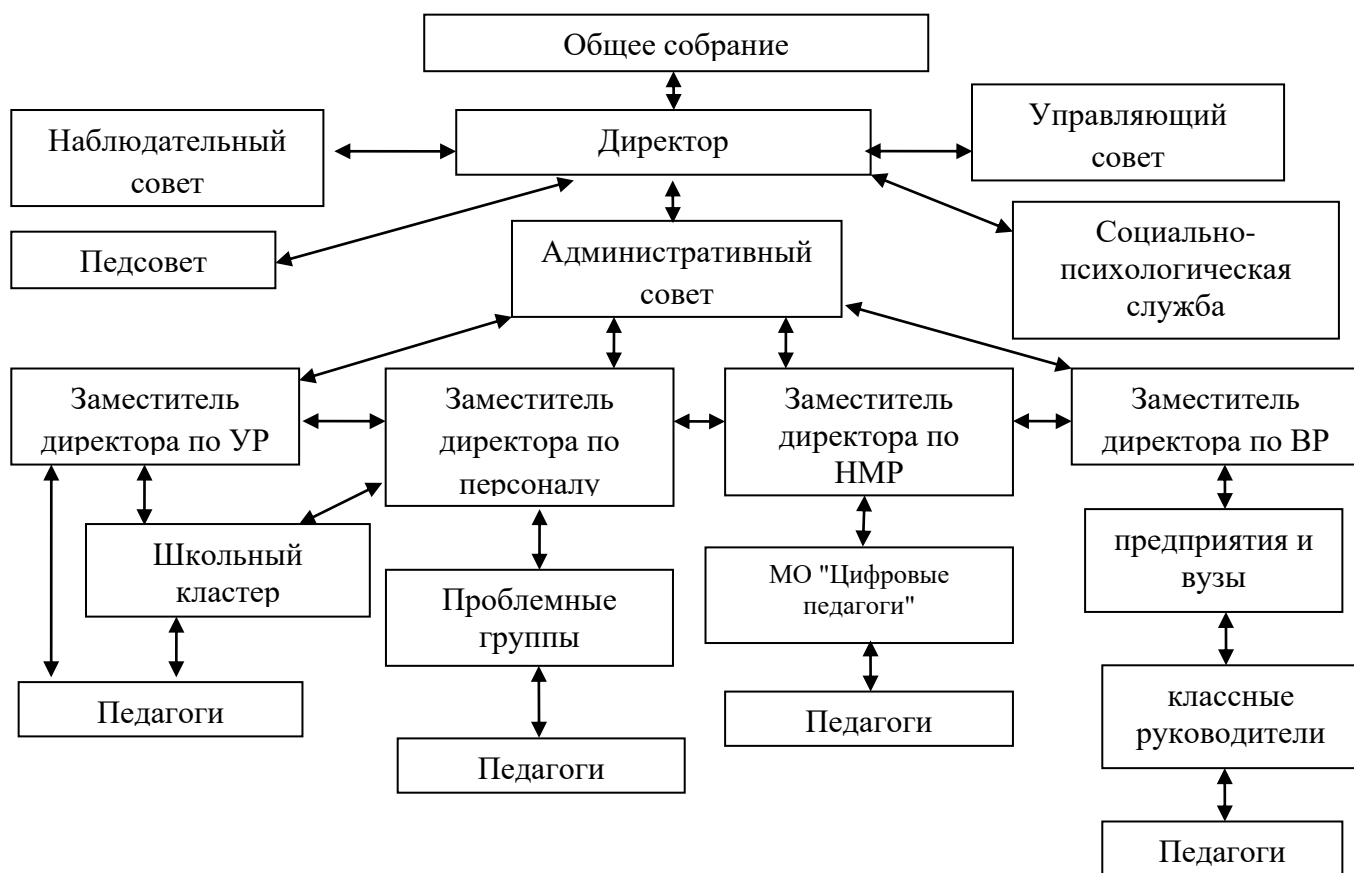 Общее собрание
Наблюдательный
совет
Директор
Управляющий
совет
Педсовет
Административный
совет
Социально-
психологическая
служба
Заместитель
директора по УР
Заместитель
директора по
персоналу
Заместитель
директора по
НМР
Заместитель
директора по ВР
Школьный
кластер
Проблемные
группы
МО "Цифровые
педагоги"
предприятия и
вузы
Педагоги
Педагоги
Педагоги
классные
руководители
Педагоги